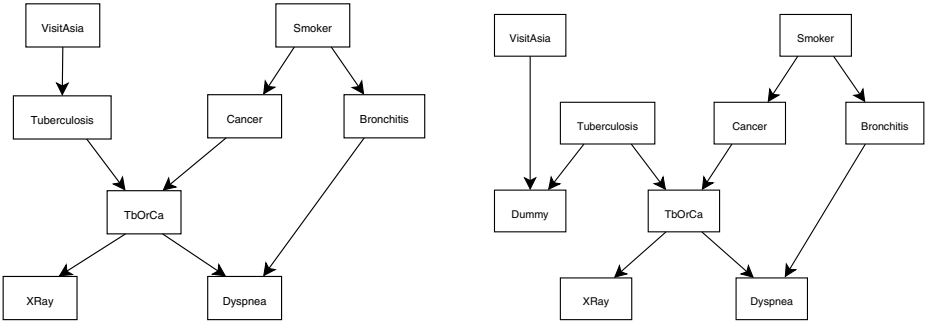 VisitAsia
Smoker
Tuberculosis
Cancer
Bronchitis
TbOrCa
XRay
Dyspnea
VisitAsia
Smoker
Tuberculosis
Cancer
Bronchitis
Dummy
TbOrCa
XRay
Dyspnea